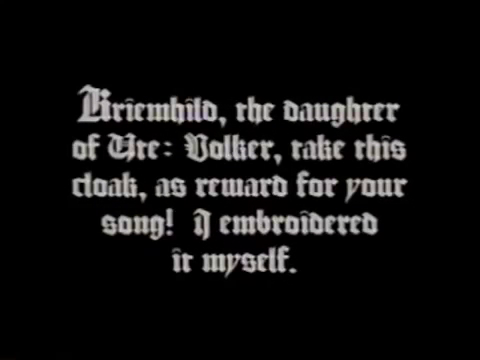 Kriemhild, the daughter
of Ute: Volker, take this
cloak, as reward for your
song! I embroidered
it myself.